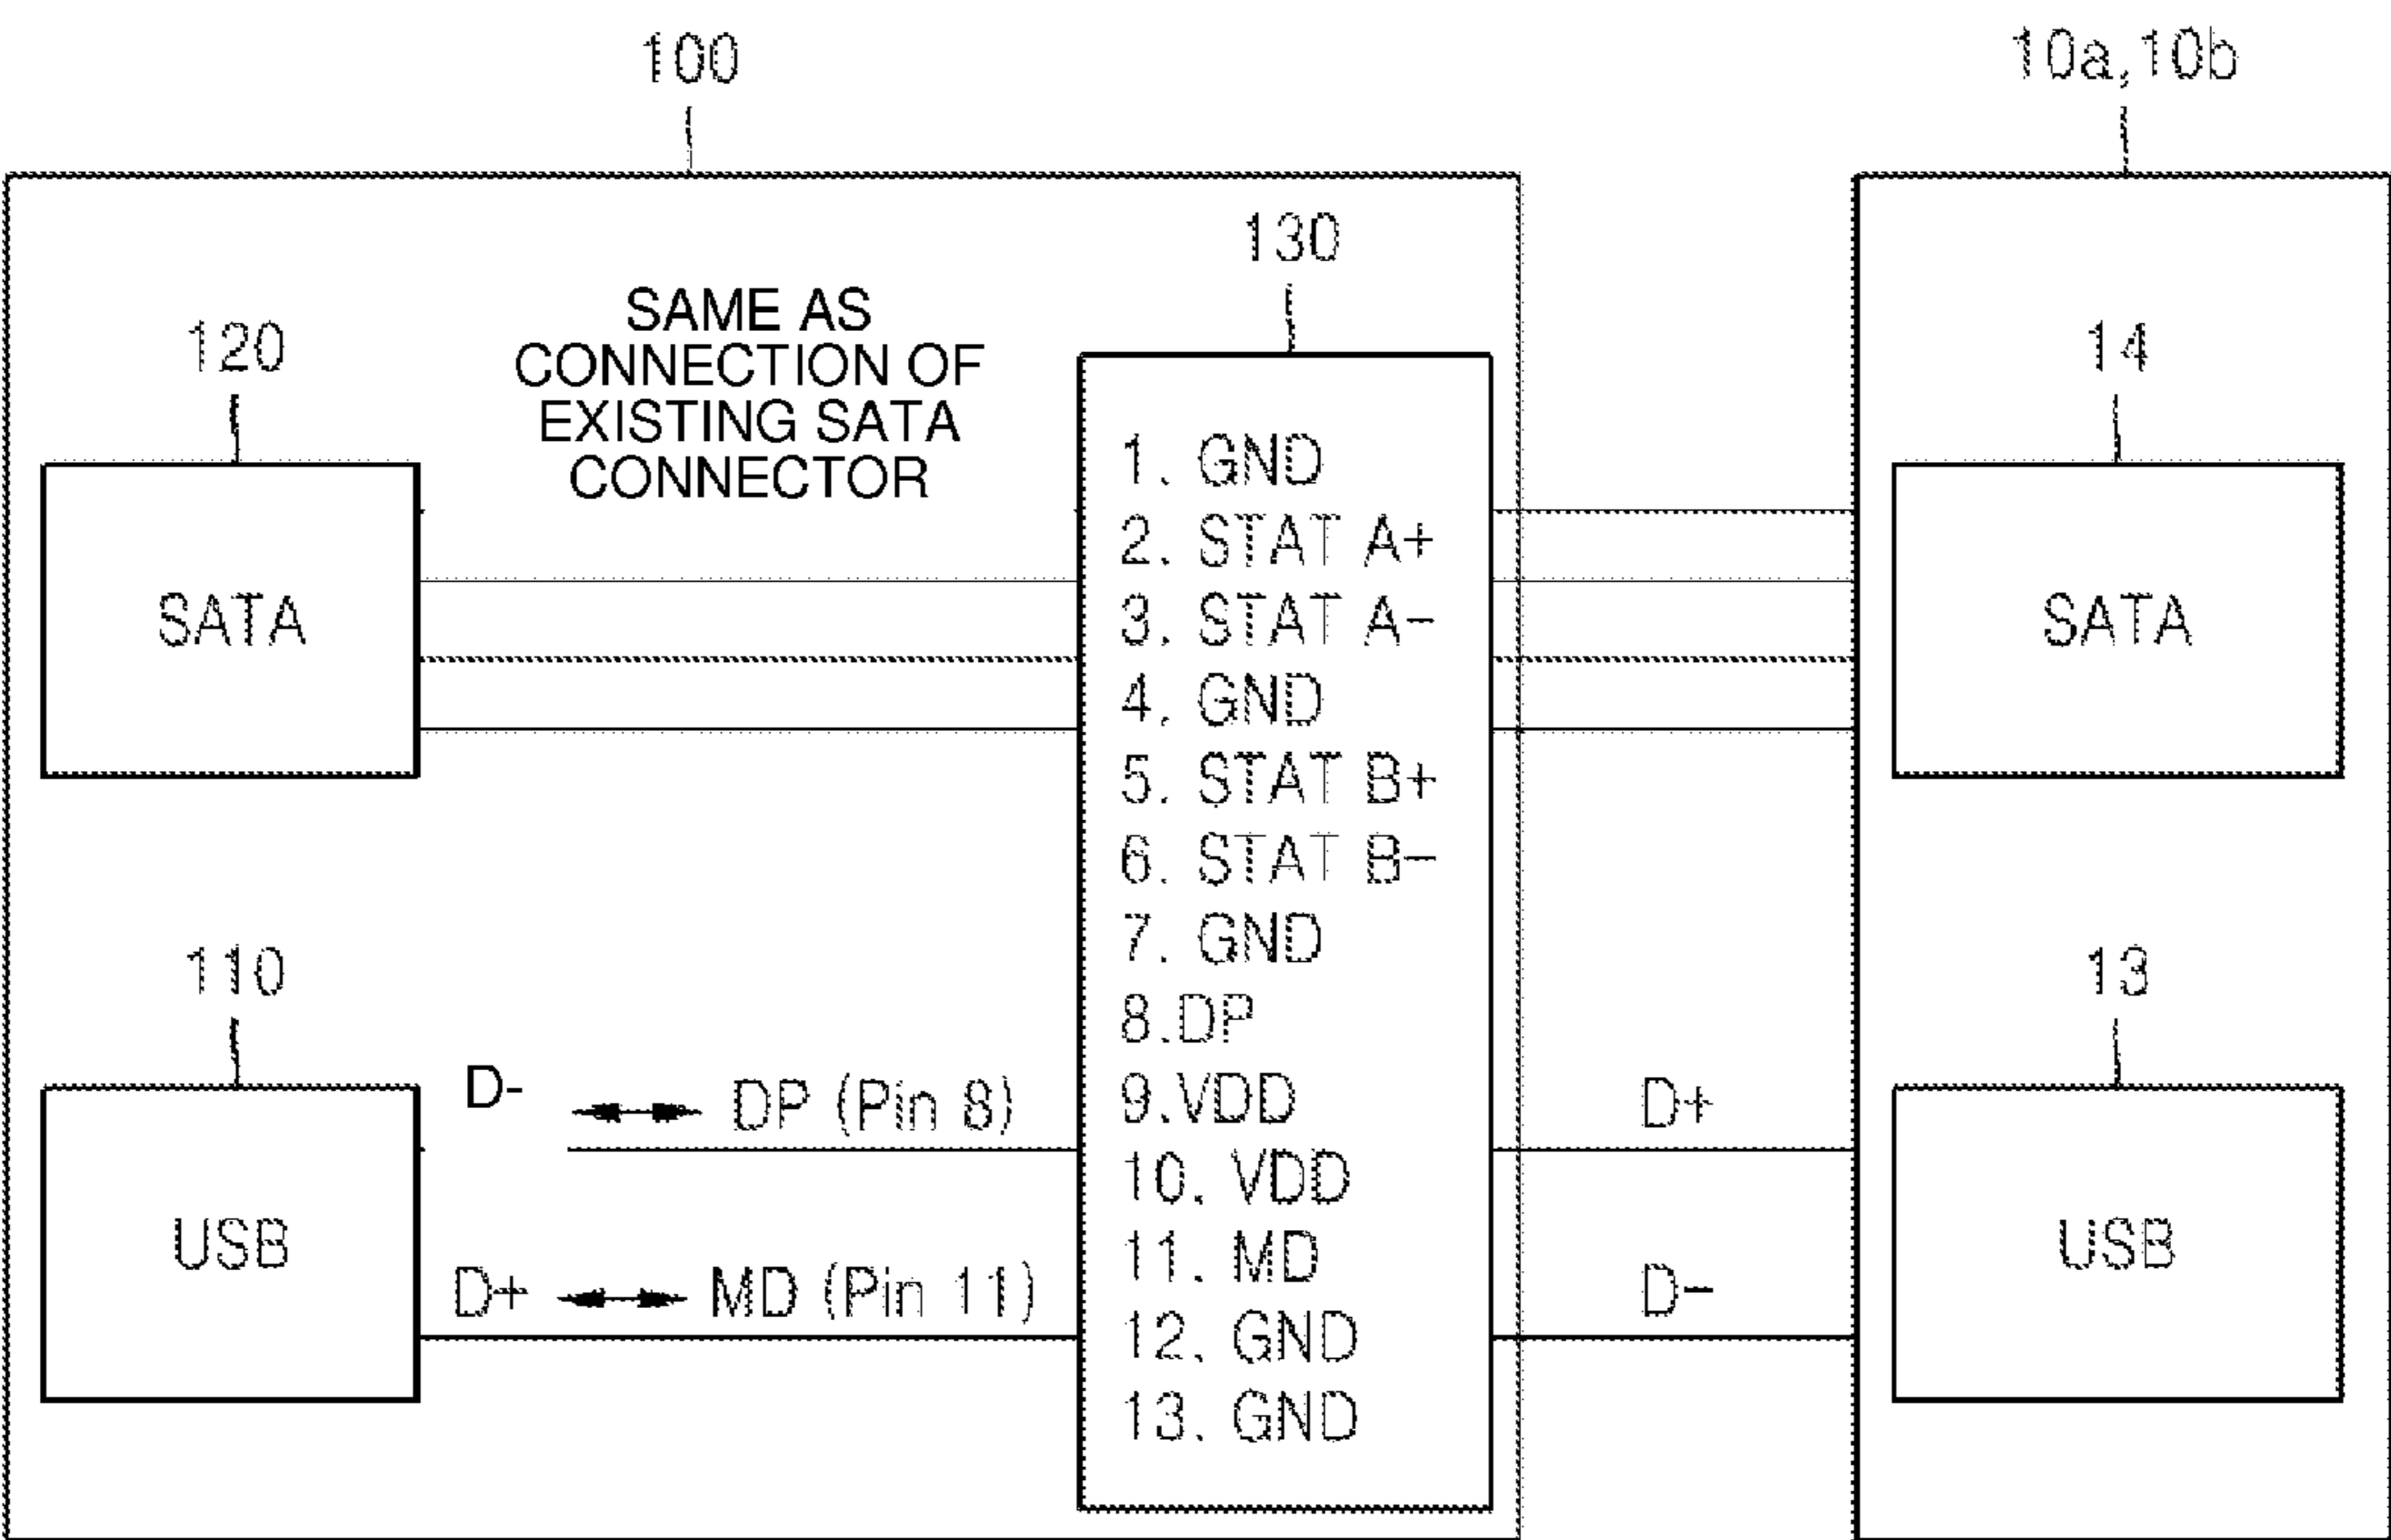 100
10a,10b
130
SAME AS
CONNECTION OF
EXISTING SATA
CONNECTOR
120
14
SATA
1. GND
2. STAT A+
3. STAT A-
4. GND
5. STAT B+
6. STAT B-
7. GND
8.DP
9.VDD
10. VDD
11. MD
12. GND
13. GND
SATA
110
13
D- DP (Pin 8)
D+
USB
D+ MD (Pin 11)
D-
USB